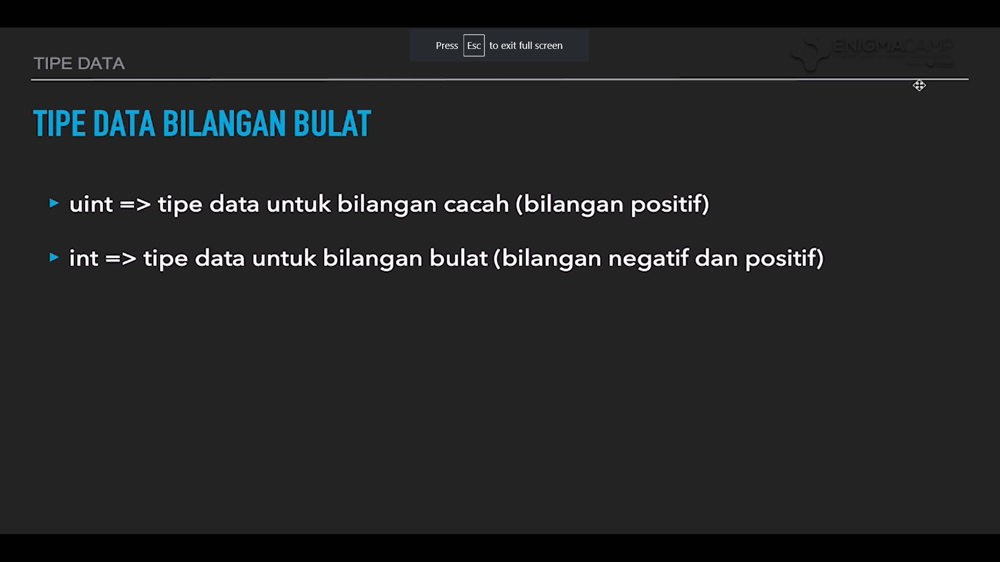 Press Esc to exit full screen
ENIGMACAMP
TIPE DATA
TIPE DATA BILANGAN BULAT
uint => tipe data untuk bilangan cacah (bilangan positif)
int => tipe data untuk bilangan bulat (bilangan negatif dan positif)